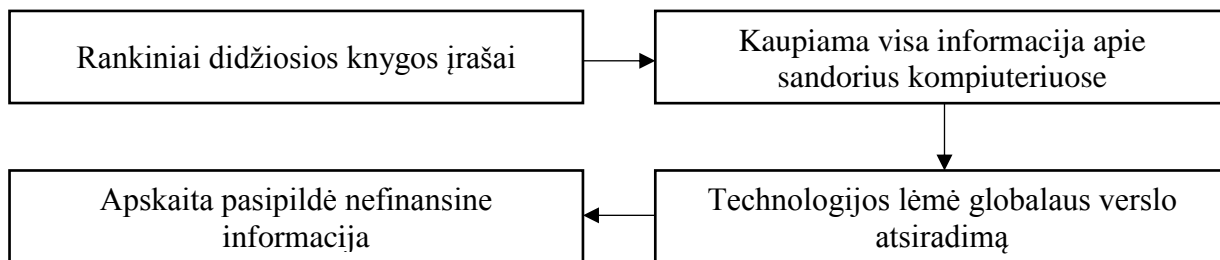 Rankiniai didžiosios knygos įrašai
Kaupiama visa informacija apie
sandorius kompiuteriuose
Technologijos lėmė globalaus verslo
atsiradimą
Apskaita pasipildė nefinansine
informacija